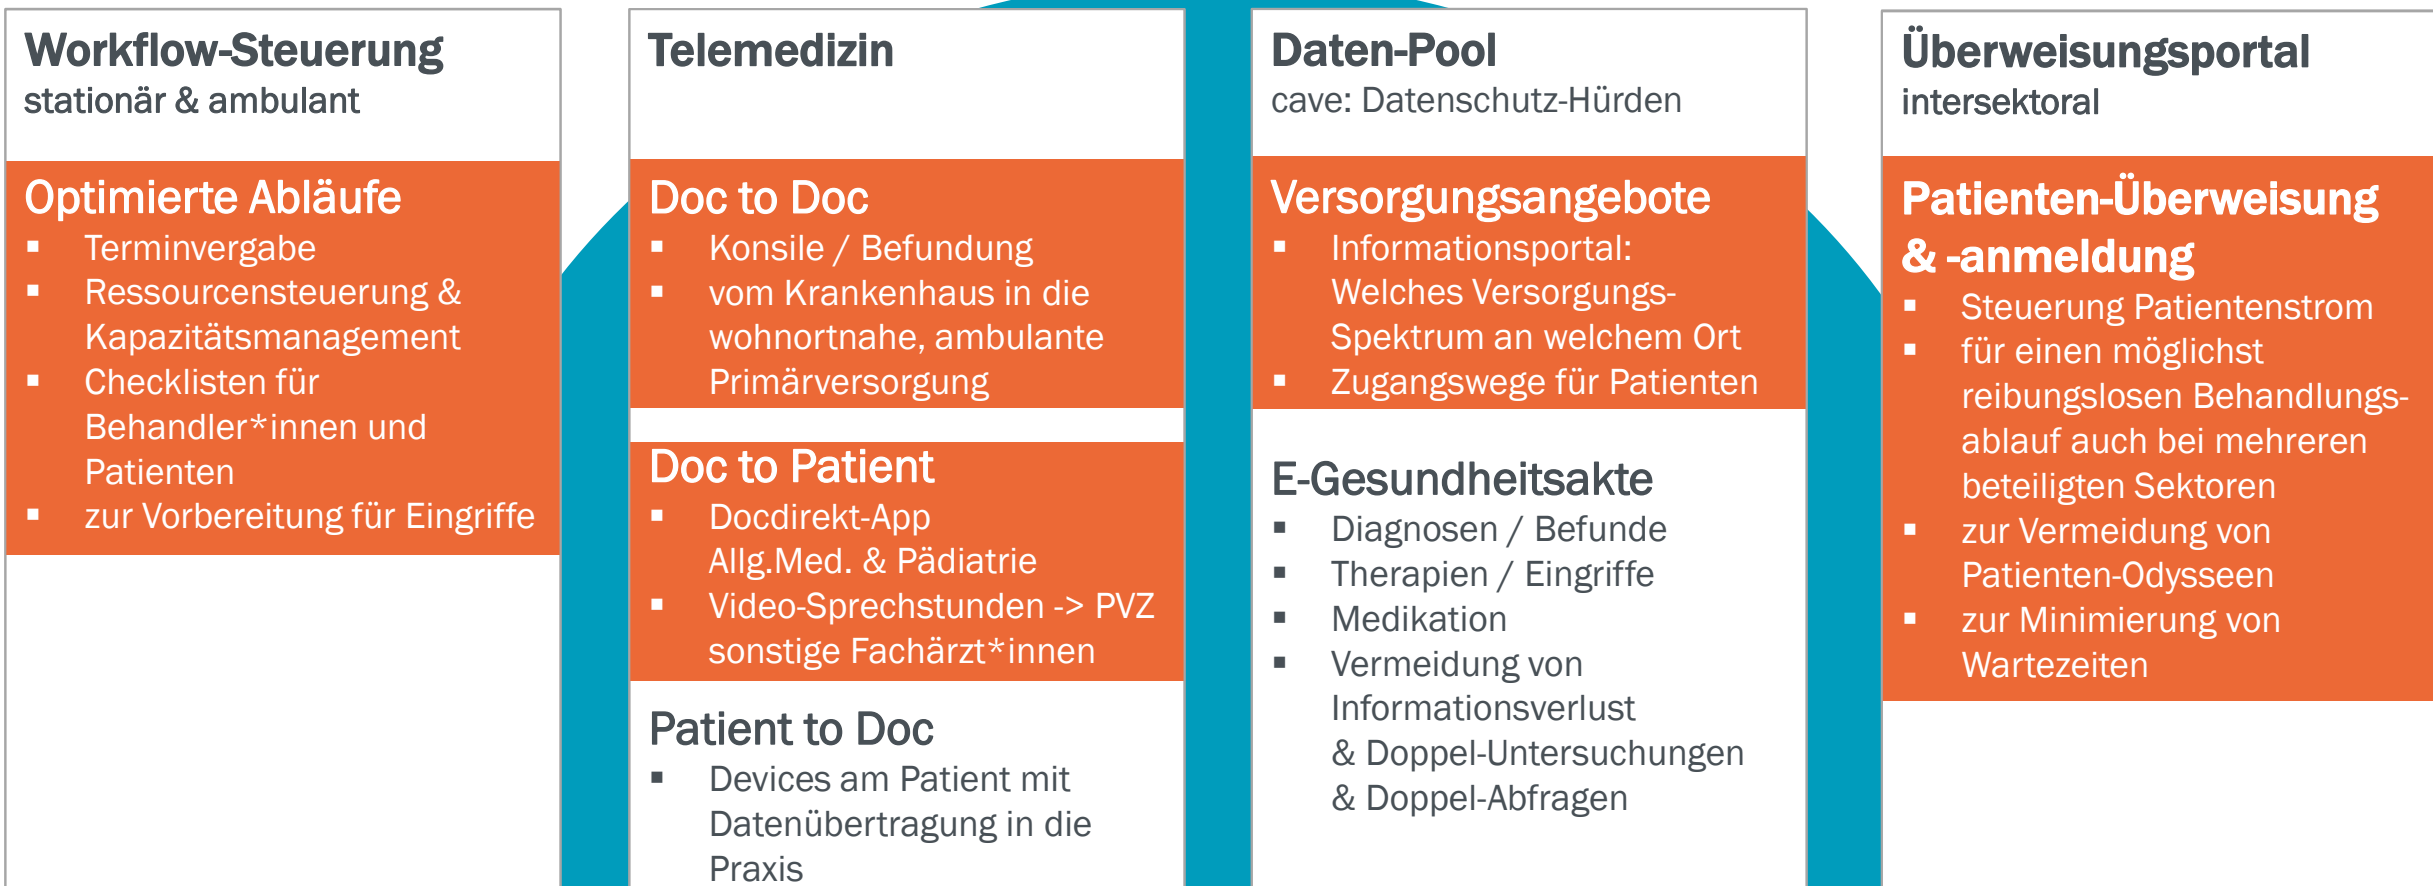 Workflow-Steuerung
stationär & ambulant
Optimierte Abläufe
▪ Terminvergabe
▪ Ressourcensteuerung &
Kapazitätsmanagement
▪ Checklisten für
Behandler*innen und
Patienten
▪ zur Vorbereitung für Eingriffe
Telemedizin
Doc to Doc
▪ Konsile / Befundung
▪ vom Krankenhaus in die
wohnortnahe, ambulante
Primärversorgung
Doc to Patient
▪ Docdirekt-App
Allg.Med. & Pädiatrie
▪ Video-Sprechstunden -> PVZ
sonstige Fachärzt*innen
Patient to Doc
▪ Devices am Patient mit
Datenübertragung in die
Praxis
Daten-Pool
cave: Datenschutz-Hürden
Versorgungsangebote
▪ Informationsportal:
Welches Versorgungs-
Spektrum an welchem Ort
▪ Zugangswege für Patienten
E-Gesundheitsakte
▪ Diagnosen / Befunde
▪ Therapien / Eingriffe
▪ Medikation
▪ Vermeidung von
Informationsverlust
& Doppel-Untersuchungen
& Doppel-Abfragen
Überweisungsportal
intersektoral
Patienten-Überweisung
& -anmeldung
▪ Steuerung Patientenstrom
▪ für einen möglichst
reibungslosen Behandlungs-
ablauf auch bei mehreren
beteiligten Sektoren
▪ zur Vermeidung von
Patienten-Odysseen
▪ zur Minimierung von
Wartezeiten